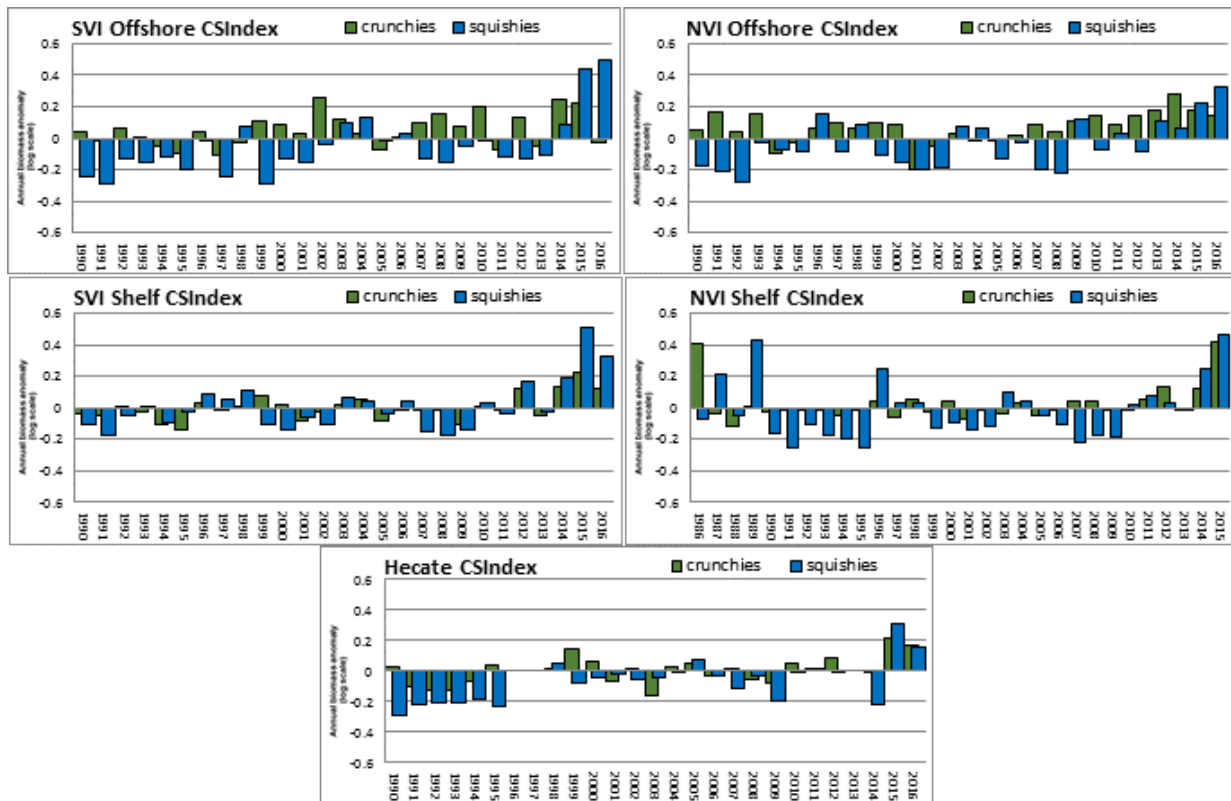 SVI Offshore CSIndex
crunchies squishies
Annual biomass anomaly
(log scale)
0.6
0.4
0.2
0
-0.2
-0.4
-0.6
1990 1991 1992 1993 1994 1995 1996 1997 1998 1999 2000 2001 2002 2003 2004 2005 2006 2007 2008 2009 2010 2011 2012 2013 2014 2015 2016
NVI Offshore CSIndex
crunchies squishies
Annual biomass anomaly
(log scale)
0.6
0.4
0.2
0
-0.2
-0.4
-0.6
1990 1991 1992 1993 1994 1995 1996 1997 1998 1999 2000 2001 2002 2003 2004 2005 2006 2007 2008 2009 2010 2011 2012 2013 2014 2015 2016
SVI Shelf CSIndex
crunchies squishies
Annual biomass anomaly
(log scale)
0.6
0.4
0.2
0
-0.2
-0.4
-0.6
1990 1991 1992 1993 1994 1995 1996 1997 1998 1999 2000 2001 2002 2003 2004 2005 2006 2007 2008 2009 2010 2011 2012 2013 2014 2015 2016
NVI Shelf CSIndex
crunchies squishies
Annual biomass anomaly
(log scale)
0.6
0.4
0.2
0
-0.2
-0.4
-0.6
1986 1987 1988 1989 1990 1991 1992 1993 1994 1995 1996 1997 1998 1999 2000 2001 2002 2003 2004 2005 2006 2007 2008 2009 2010 2011 2012 2013 2014 2015
Hecate CSIndex
crunchies squishies
Annual biomass anomaly
(log scale)
0.6
0.4
0.2
0
-0.2
-0.4
-0.6
1990 1991 1992 1993 1994 1995 1996 1997 1998 1999 2000 2001 2002 2003 2004 2005 2006 2007 2008 2009 2010 2011 2012 2013 2014 2015 2016